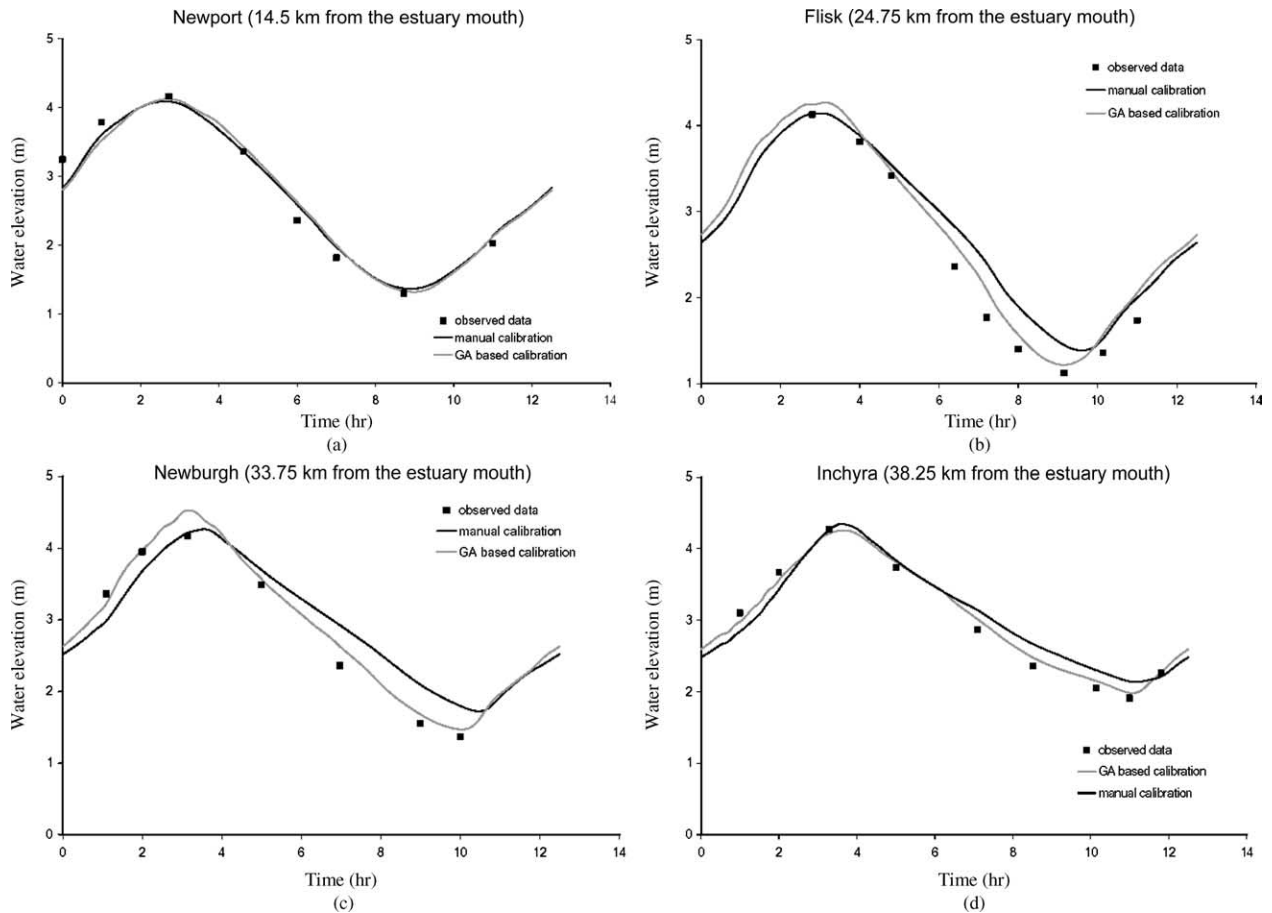 Newport (14.5 km from the estuary mouth)
5
4
3
2
1
0
Water elevation (m)
observed data
manual calibration
GA based calibration
0 2 4 6 8 10 12 14
Time (hr)
(a)
Flisk (24.75 km from the estuary mouth)
5
4
3
2
1
Water elevation (m)
observed data
manual calibration
GA based calibration
0 2 4 6 8 10 12 14
Time (hr)
(b)
Newburgh (33.75 km from the estuary mouth)
5
4
3
2
1
0
Water elevation (m)
observed data
manual calibration
GA based calibration
0 2 4 6 8 10 12 14
Time (hr)
(c)
Inchyra (38.25 km from the estuary mouth)
5
4
3
2
1
0
Water elevation (m)
observed data
GA based calibration
manual calibration
0 2 4 6 8 10 12 14
Time (hr)
(d)